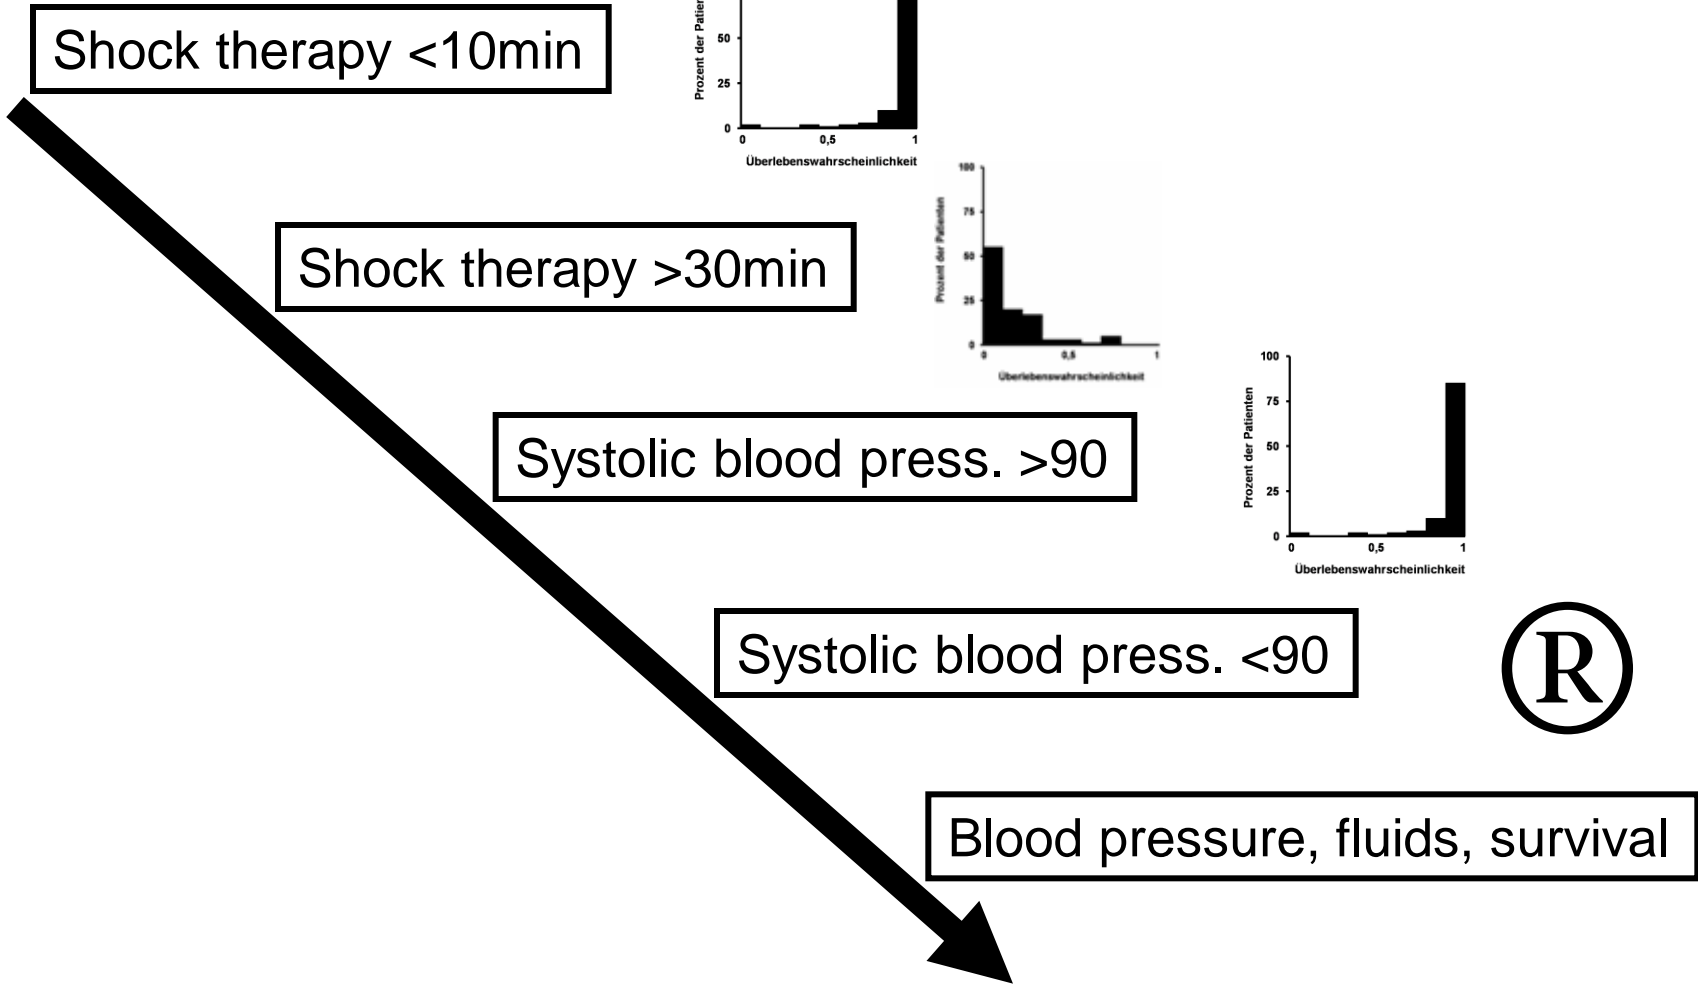 Shock therapy <10min
Prozent der Patien
50
25
0
0 0,5 1
Überlebenswahrscheinlichkeit
Shock therapy >30min
Prozent der Patienten
100
75
50
25
0
0 0,5 1
Überlebenswahrscheinlichkeit
Systolic blood press. >90
Prozent der Patienten
100
75
50
25
0
0 0,5 1
Überlebenswahrscheinlichkeit
Systolic blood press. <90
®
Blood pressure, fluids, survival